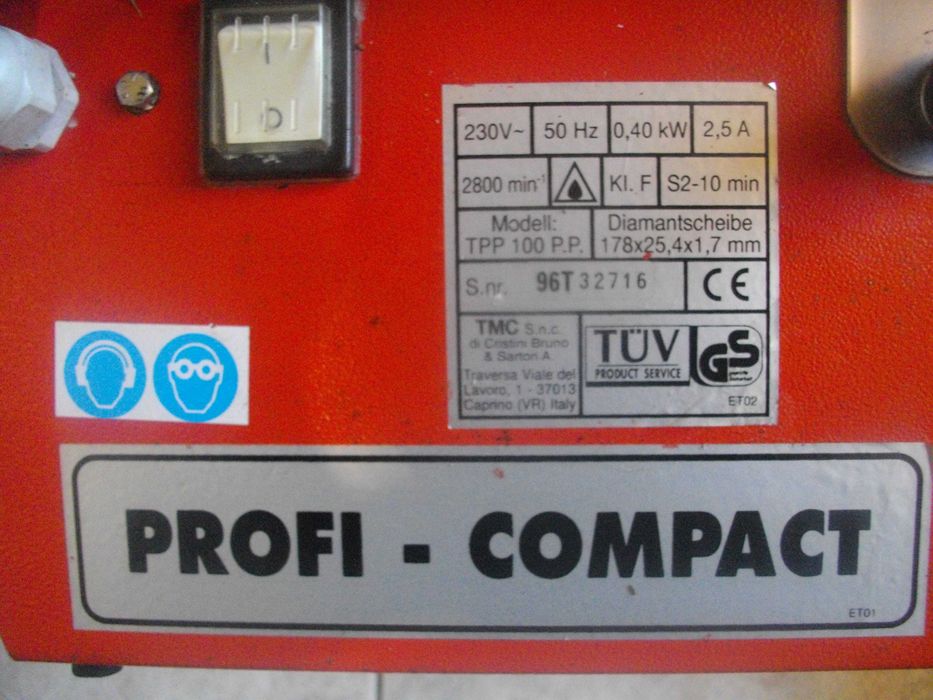 230V~ 50 Hz 0,40 kW 2,5 A
2800 min⁻¹ Kl. F S2-10 min
Modell:
TPP 100 P.P.
Diamantscheibe
178x25,4x1,7 mm
S.nr. 96T 32716
CE
TMC S.n.c.
di Cristini Bruno
& Sartori A.
Traversa Viale del
Lavoro, 1 - 37013
Caprino (VR) Italy
TÜV
PRODUCT SERVICE
GS
ET02
PROFI - COMPACT
ET01